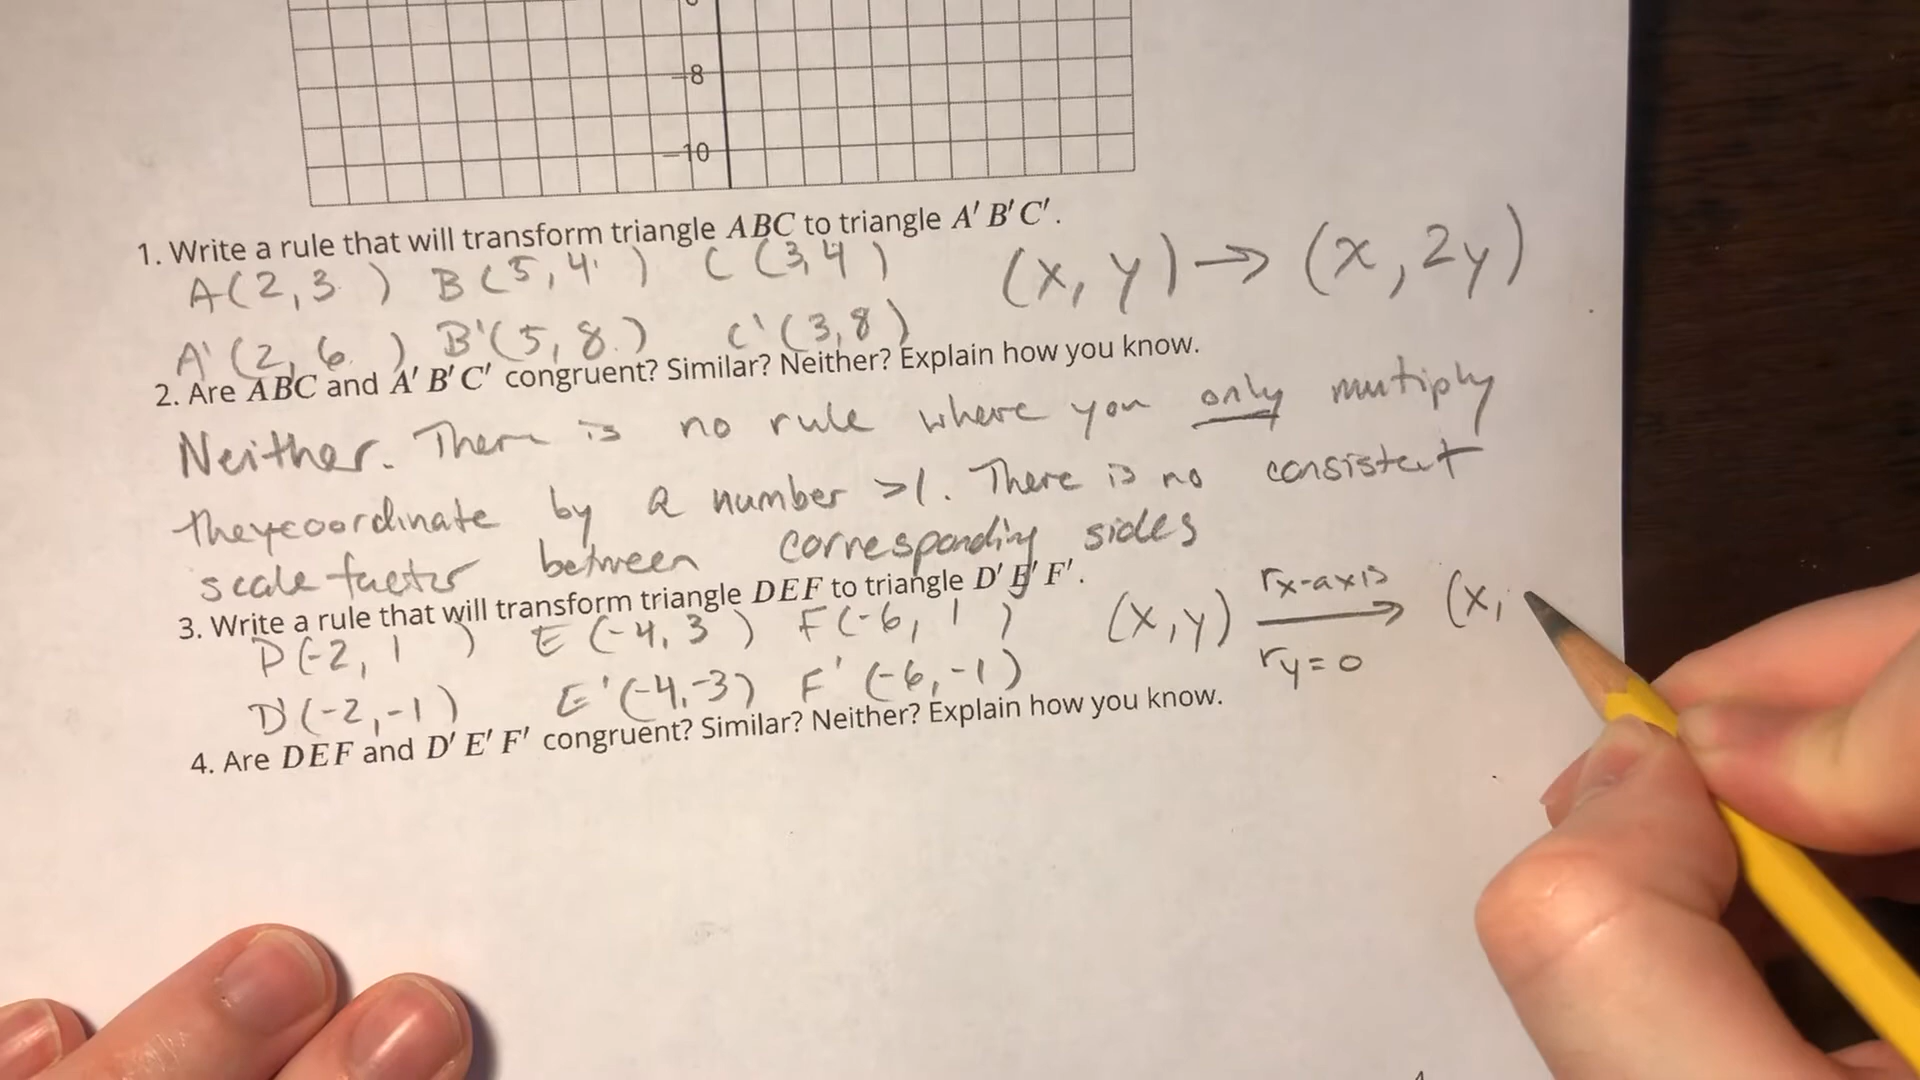 -8
-10
1. Write a rule that will transform triangle ABC to triangle A′ B′ C′.
A(2,3) B(5,4) C(3,4) (x,y)→(x,2y)
A'(2,6) B'(5,8) C'(3,8)
2. Are ABC and A′ B′ C′ congruent? Similar? Neither? Explain how you know.
Neither. There is no rule where you only multiply
the y coordinate by a number >1. There is no consistent
scale factor between corresponding sides
3. Write a rule that will transform triangle DEF to triangle D′ E′ F′.
D(-2,1) E(-4,3) F(-6,1) (x,y) → (x,
rx-axis
ry=0
D'(-2,-1) E'(-4,-3) F'(-6,-1)
4. Are DEF and D′ E′ F′ congruent? Similar? Neither? Explain how you know.